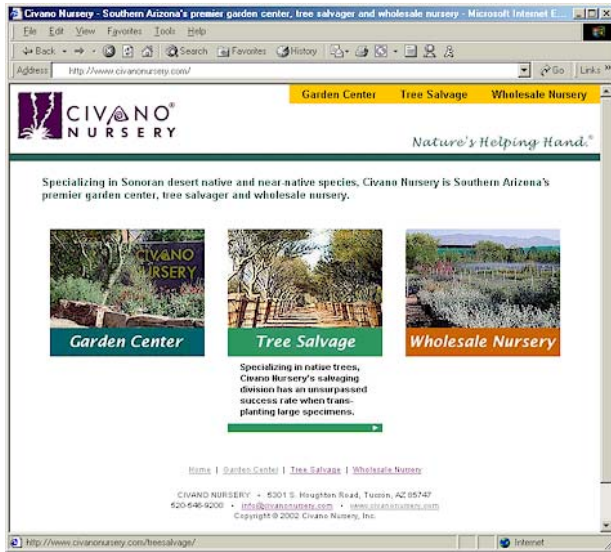 Civano Nursery - Southern Arizona's premier garden center, tree salvager and wholesale nursery - Microsoft Internet E...
File Edit View Favorites Tools Help
Back Search Favorites History
Address http://www.civanonursery.com/ Go Links »
Garden Center Tree Salvage Wholesale Nursery
CIVANO®
NURSERY
Nature's Helping Hand.®
Specializing in Sonoran desert native and near-native species, Civano Nursery is Southern Arizona's
premier garden center, tree salvager and wholesale nursery.
CIVANO
NURSERY
Garden Center Tree Salvage Wholesale Nursery
Specializing in native trees,
Civano Nursery's salvaging
division has an unsurpassed
success rate when trans-
planting large specimens.
Home | Garden Center | Tree Salvage | Wholesale Nursery
CIVANO NURSERY • 5301 S. Houghton Road, Tucson, AZ 85747
520-546-9200 • info@civanonursery.com • www.civanonursery.com
Copyright © 2002 Civano Nursery, Inc.
http://www.civanonursery.com/treesalvage/ Internet